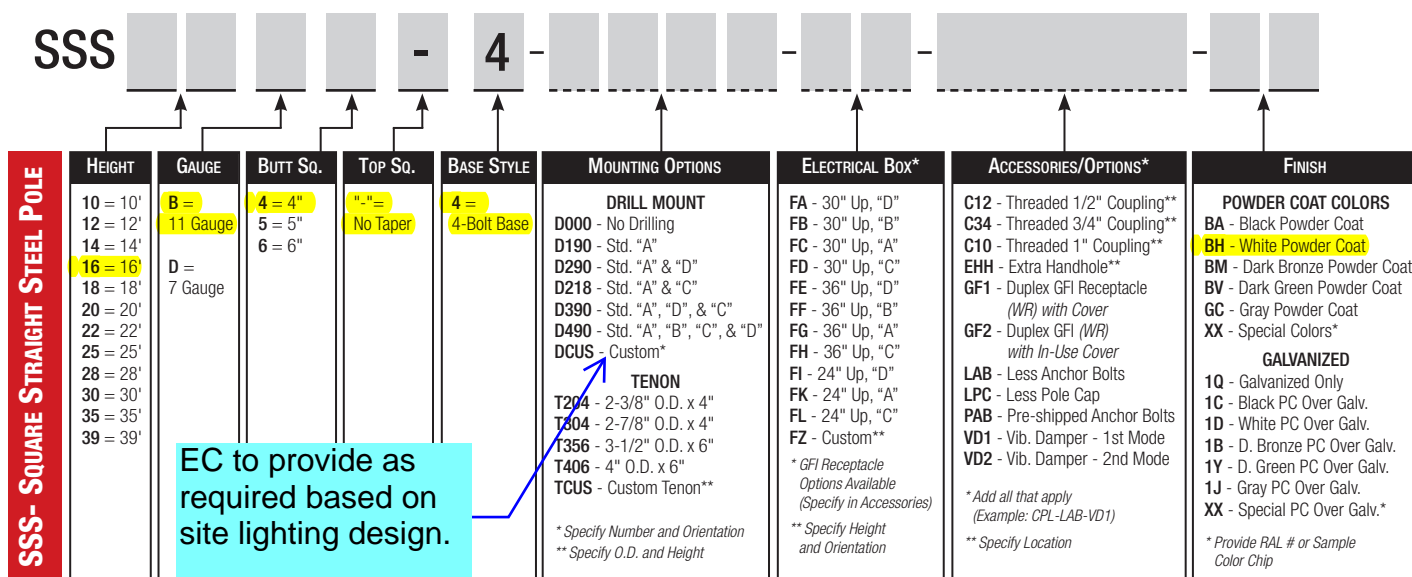 SSS - 4 - - - -
SSS- SQUARE STRAIGHT STEEL POLE
HEIGHT
10 = 10'
12 = 12'
14 = 14'
16 = 16'
18 = 18'
20 = 20'
22 = 22'
25 = 25'
28 = 28'
30 = 30'
35 = 35'
39 = 39'
GAUGE
B =
11 Gauge
D =
7 Gauge
BUTT SQ.
4 = 4"
5 = 5"
6 = 6"
TOP SQ.
"-"=
No Taper
BASE STYLE
4 =
4-Bolt Base
MOUNTING OPTIONS
DRILL MOUNT
D000 - No Drilling
D190 - Std. “A”
D290 - Std. “A” & “D”
D218 - Std. “A” & “C”
D390 - Std. “A”, “D”, & “C”
D490 - Std. “A”, “B”, “C”, & “D”
DCUS - Custom*
TENON
T204 - 2-3/8" O.D. x 4"
T304 - 2-7/8" O.D. x 4"
T356 - 3-1/2" O.D. x 6"
T406 - 4" O.D. x 6"
TCUS - Custom Tenon**
* Specify Number and Orientation
** Specify O.D. and Height
EC to provide as
required based on
site lighting design.
ELECTRICAL BOX*
FA - 30" Up, “D”
FB - 30" Up, “B”
FC - 30" Up, “A”
FD - 30" Up, “C”
FE - 36" Up, “D”
FF - 36" Up, “B”
FG - 36" Up, “A”
FH - 36" Up, “C”
FI - 24" Up, “D”
FK - 24" Up, “A”
FL - 24" Up, “C”
FZ - Custom**
* GFI Receptacle
Options Available
(Specify in Accessories)
** Specify Height
and Orientation
ACCESSORIES/OPTIONS*
C12 - Threaded 1/2" Coupling**
C34 - Threaded 3/4" Coupling**
C10 - Threaded 1" Coupling**
EHH - Extra Handhole**
GF1 - Duplex GFI Receptacle
(WR) with Cover
GF2 - Duplex GFI (WR)
with In-Use Cover
LAB - Less Anchor Bolts
LPC - Less Pole Cap
PAB - Pre-shipped Anchor Bolts
VD1 - Vib. Damper - 1st Mode
VD2 - Vib. Damper - 2nd Mode
* Add all that apply
(Example: CPL-LAB-VD1)
** Specify Location
FINISH
POWDER COAT COLORS
BA - Black Powder Coat
BH - White Powder Coat
BM - Dark Bronze Powder Coat
BV - Dark Green Powder Coat
GC - Gray Powder Coat
XX - Special Colors*
GALVANIZED
1Q - Galvanized Only
1C - Black PC Over Galv.
1D - White PC Over Galv.
1B - D. Bronze PC Over Galv.
1Y - D. Green PC Over Galv.
1J - Gray PC Over Galv.
XX - Special PC Over Galv.*
* Provide RAL # or Sample
Color Chip